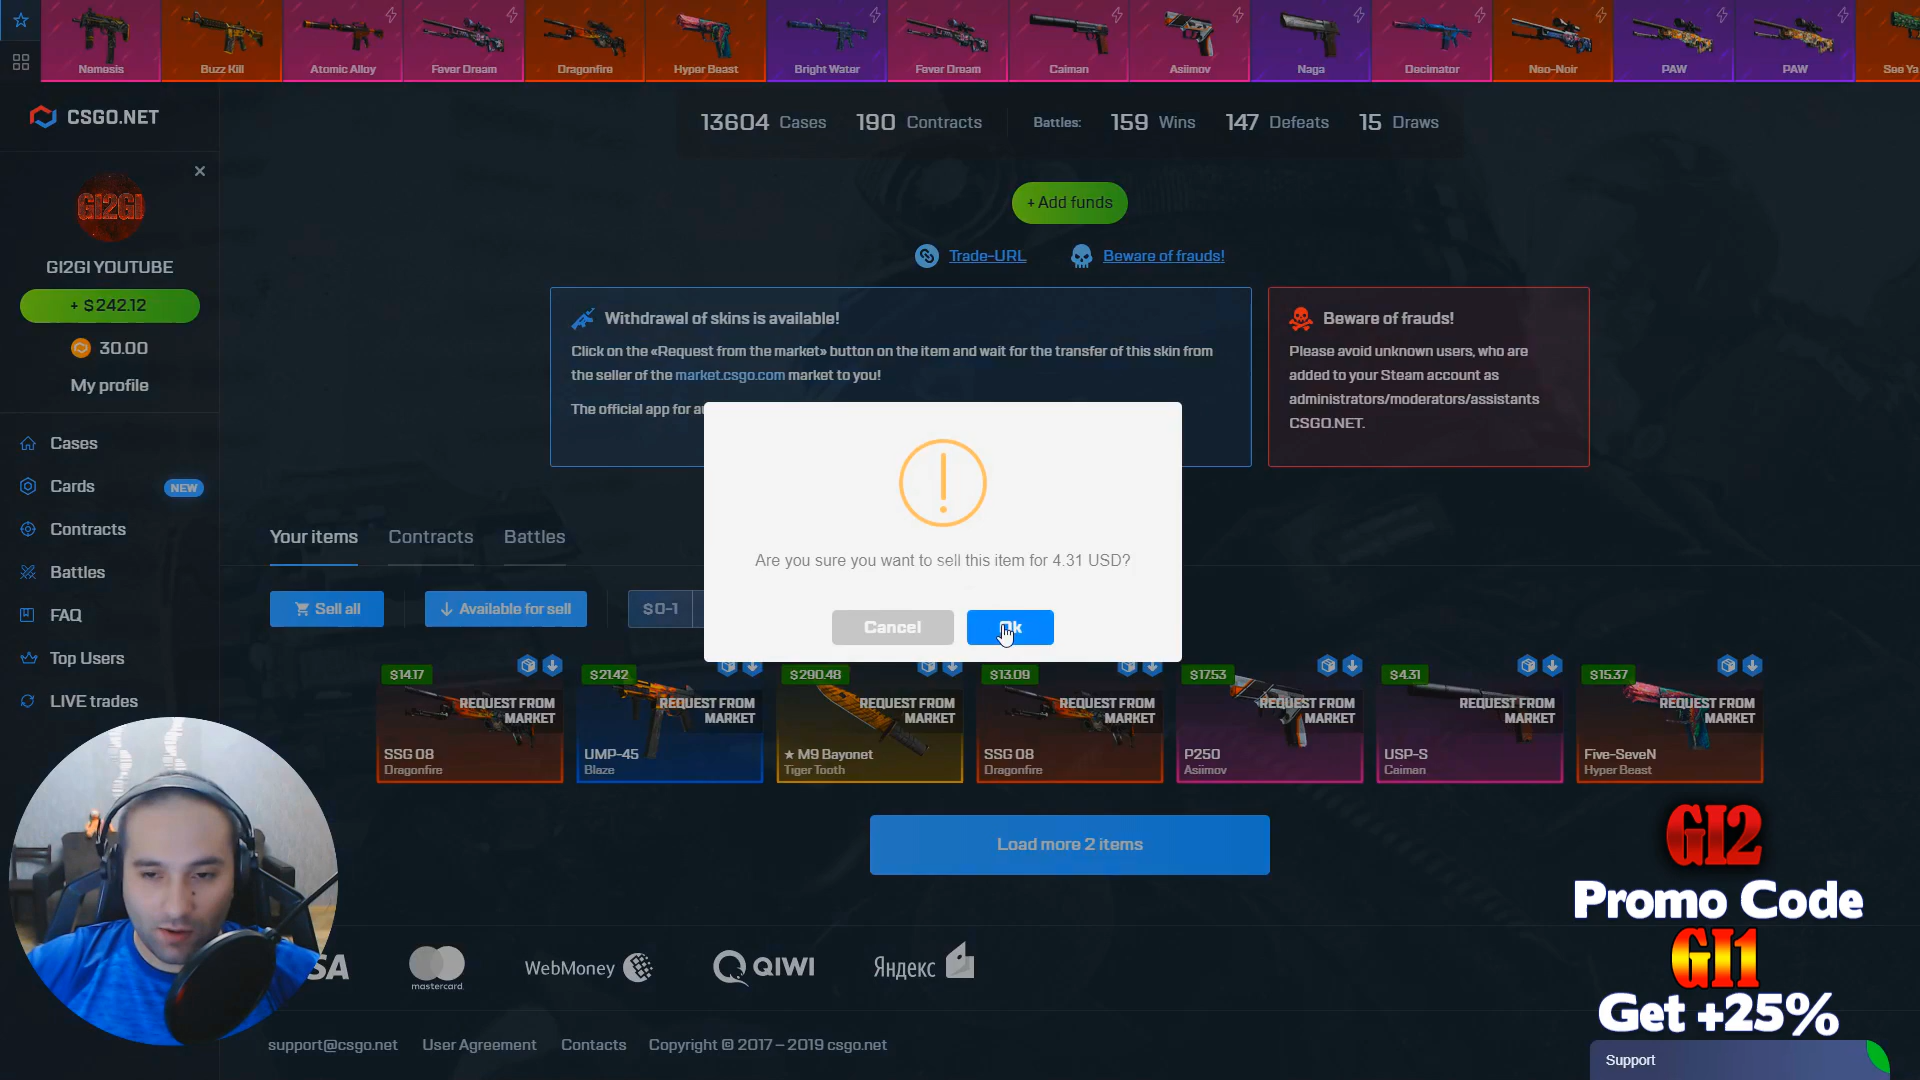 Nemesis
Buzz Kill
Atomic Alloy
Fever Dream
Dragonfire
Hyper Beast
Bright Water
Fever Dream
Caiman
Asiimov
Naga
Decimator
Neo-Noir
PAW
PAW
See Ya
CSGO.NET
13604 Cases 190 Contracts Battles: 159 Wins 147 Defeats 15 Draws
GI2GI
GI2GI YOUTUBE
+ $242.12
30.00
My profile
+ Add funds
Trade-URL Beware of frauds!
Withdrawal of skins is available!
Click on the «Request from the market» button on the item and wait for the transfer of this skin from
the seller of the market.csgo.com market to you!
The official app for
Beware of frauds!
Please avoid unknown users, who are
added to your Steam account as
administrators/moderators/assistants
CSGO.NET.
Cases
Cards NEW
Contracts
Battles
FAQ
Top Users
LIVE trades
Are you sure you want to sell this item for 4.31 USD?
Cancel
Your items Contracts Battles
Sell all
Available for sell
$0-1
$14.17
REQUEST FROM
MARKET
SSG 08
Dragonfire
$21.42
REQUEST FROM
MARKET
UMP-45
Blaze
$290.48
REQUEST FROM
MARKET
★ M9 Bayonet
Tiger Tooth
$13.09
REQUEST FROM
MARKET
SSG 08
Dragonfire
$17.53
REQUEST FROM
MARKET
P250
Asiimov
$4.31
REQUEST FROM
MARKET
USP-S
Caiman
$15.37
REQUEST FROM
MARKET
Five-SeveN
Hyper Beast
Load more 2 items
GI2
Promo Code
GI1
Get +25%
mastercard.
WebMoney
QIWI
Яндекс
support@csgo.net User Agreement Contacts Copyright © 2017 – 2019 csgo.net
Support